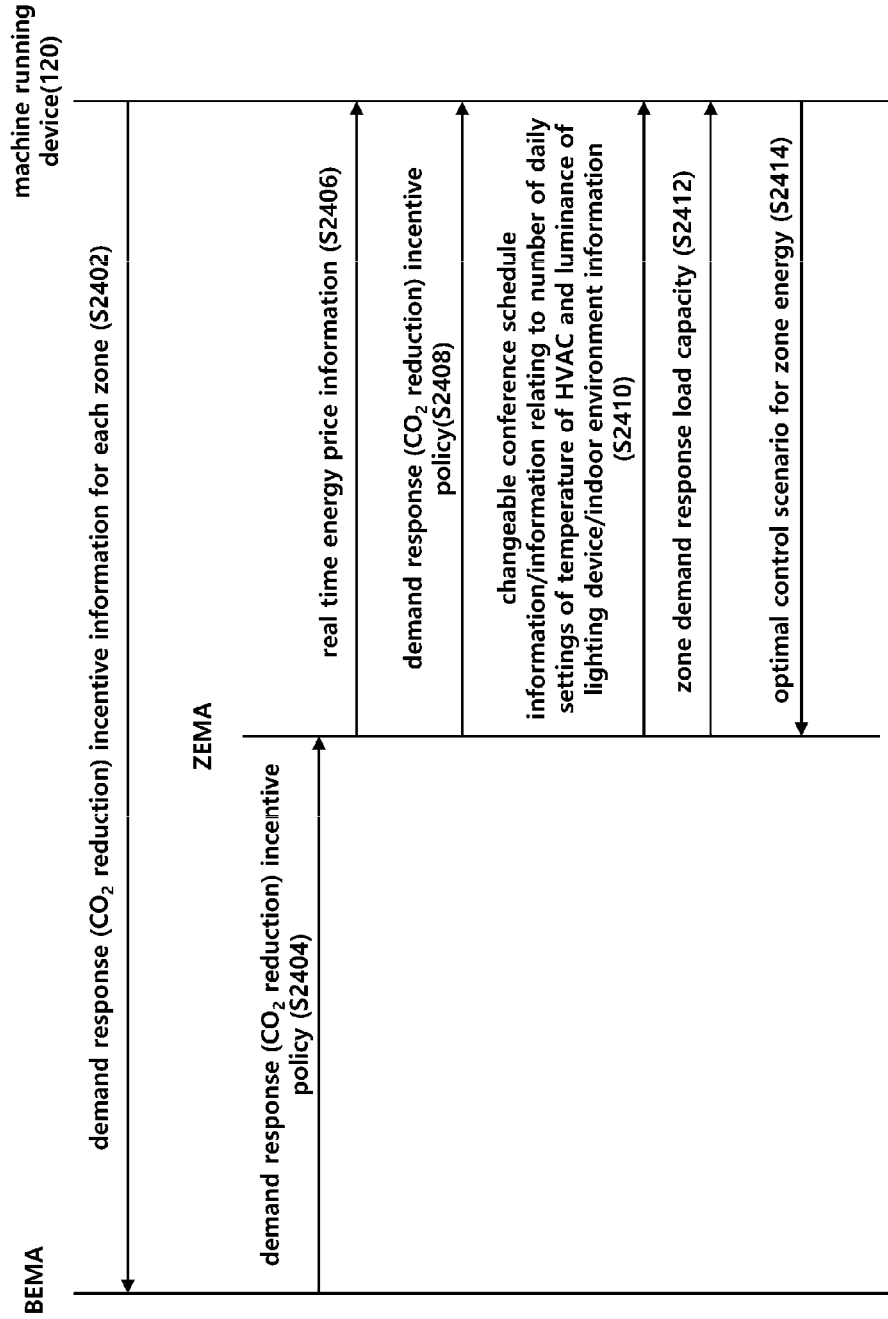 BEMA
machine running
device(120)
demand response (CO₂ reduction) incentive information for each zone (S2402)
ZEMA
demand response (CO₂ reduction) incentive
policy (S2404)
real time energy price information (S2406)
demand response (CO₂ reduction) incentive
policy(S2408)
changeable conference schedule
information/information relating to number of daily
settings of temperature of HVAC and luminance of
lighting device/indoor environment information
(S2410)
zone demand response load capacity (S2412)
optimal control scenario for zone energy (S2414)